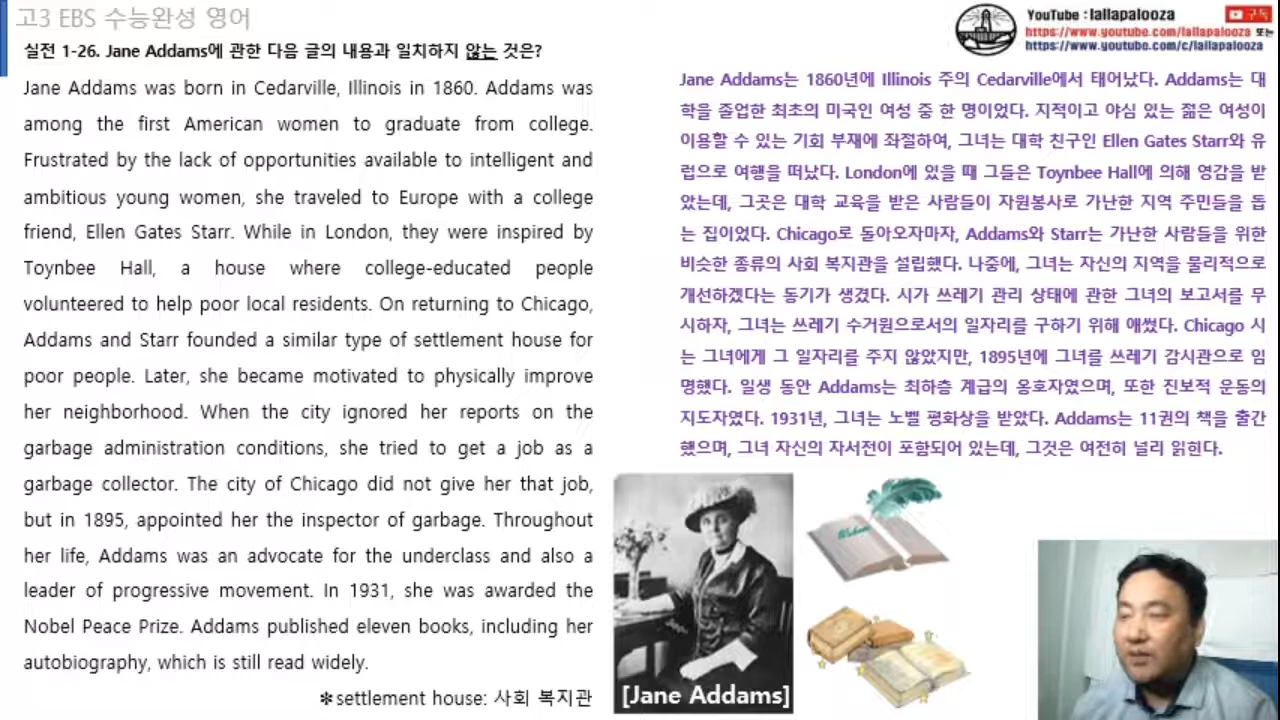 고3 EBS 수능완성 영어
실전 1-26. Jane Addams에 관한 다음 글의 내용과 일치하지 않는 것은?
Jane Addams was born in Cedarville, Illinois in 1860. Addams was
among the first American women to graduate from college.
Frustrated by the lack of opportunities available to intelligent and
ambitious young women, she traveled to Europe with a college
friend, Ellen Gates Starr. While in London, they were inspired by
Toynbee Hall, a house where college-educated people
volunteered to help poor local residents. On returning to Chicago,
Addams and Starr founded a similar type of settlement house for
poor people. Later, she became motivated to physically improve
her neighborhood. When the city ignored her reports on the
garbage administration conditions, she tried to get a job as a
garbage collector. The city of Chicago did not give her that job,
but in 1895, appointed her the inspector of garbage. Throughout
her life, Addams was an advocate for the underclass and also a
leader of progressive movement. In 1931, she was awarded the
Nobel Peace Prize. Addams published eleven books, including her
autobiography, which is still read widely.
✻settlement house: 사회 복지관
YouTube : lallapalooza
구독
https://www.youtube.com/lallapalooza 또는
https://www.youtube.com/c/lallapalooza
Jane Addams는 1860년에 Illinois 주의 Cedarville에서 태어났다. Addams는 대
학을 졸업한 최초의 미국인 여성 중 한 명이었다. 지적이고 야심 있는 젊은 여성이
이용할 수 있는 기회 부재에 좌절하여, 그녀는 대학 친구인 Ellen Gates Starr와 유
럽으로 여행을 떠났다. London에 있을 때 그들은 Toynbee Hall에 의해 영감을 받
았는데, 그곳은 대학 교육을 받은 사람들이 자원봉사로 가난한 지역 주민들을 돕
는 집이었다. Chicago로 돌아오자마자, Addams와 Starr는 가난한 사람들을 위한
비슷한 종류의 사회 복지관을 설립했다. 나중에, 그녀는 자신의 지역을 물리적으로
개선하겠다는 동기가 생겼다. 시가 쓰레기 관리 상태에 관한 그녀의 보고서를 무
시하자, 그녀는 쓰레기 수거원으로서의 일자리를 구하기 위해 애썼다. Chicago 시
는 그녀에게 그 일자리를 주지 않았지만, 1895년에 그녀를 쓰레기 감시관으로 임
명했다. 일생 동안 Addams는 최하층 계급의 옹호자였으며, 또한 진보적 운동의
지도자였다. 1931년, 그녀는 노벨 평화상을 받았다. Addams는 11권의 책을 출간
했으며, 그녀 자신의 자서전이 포함되어 있는데, 그것은 여전히 널리 읽힌다.
[Jane Addams]